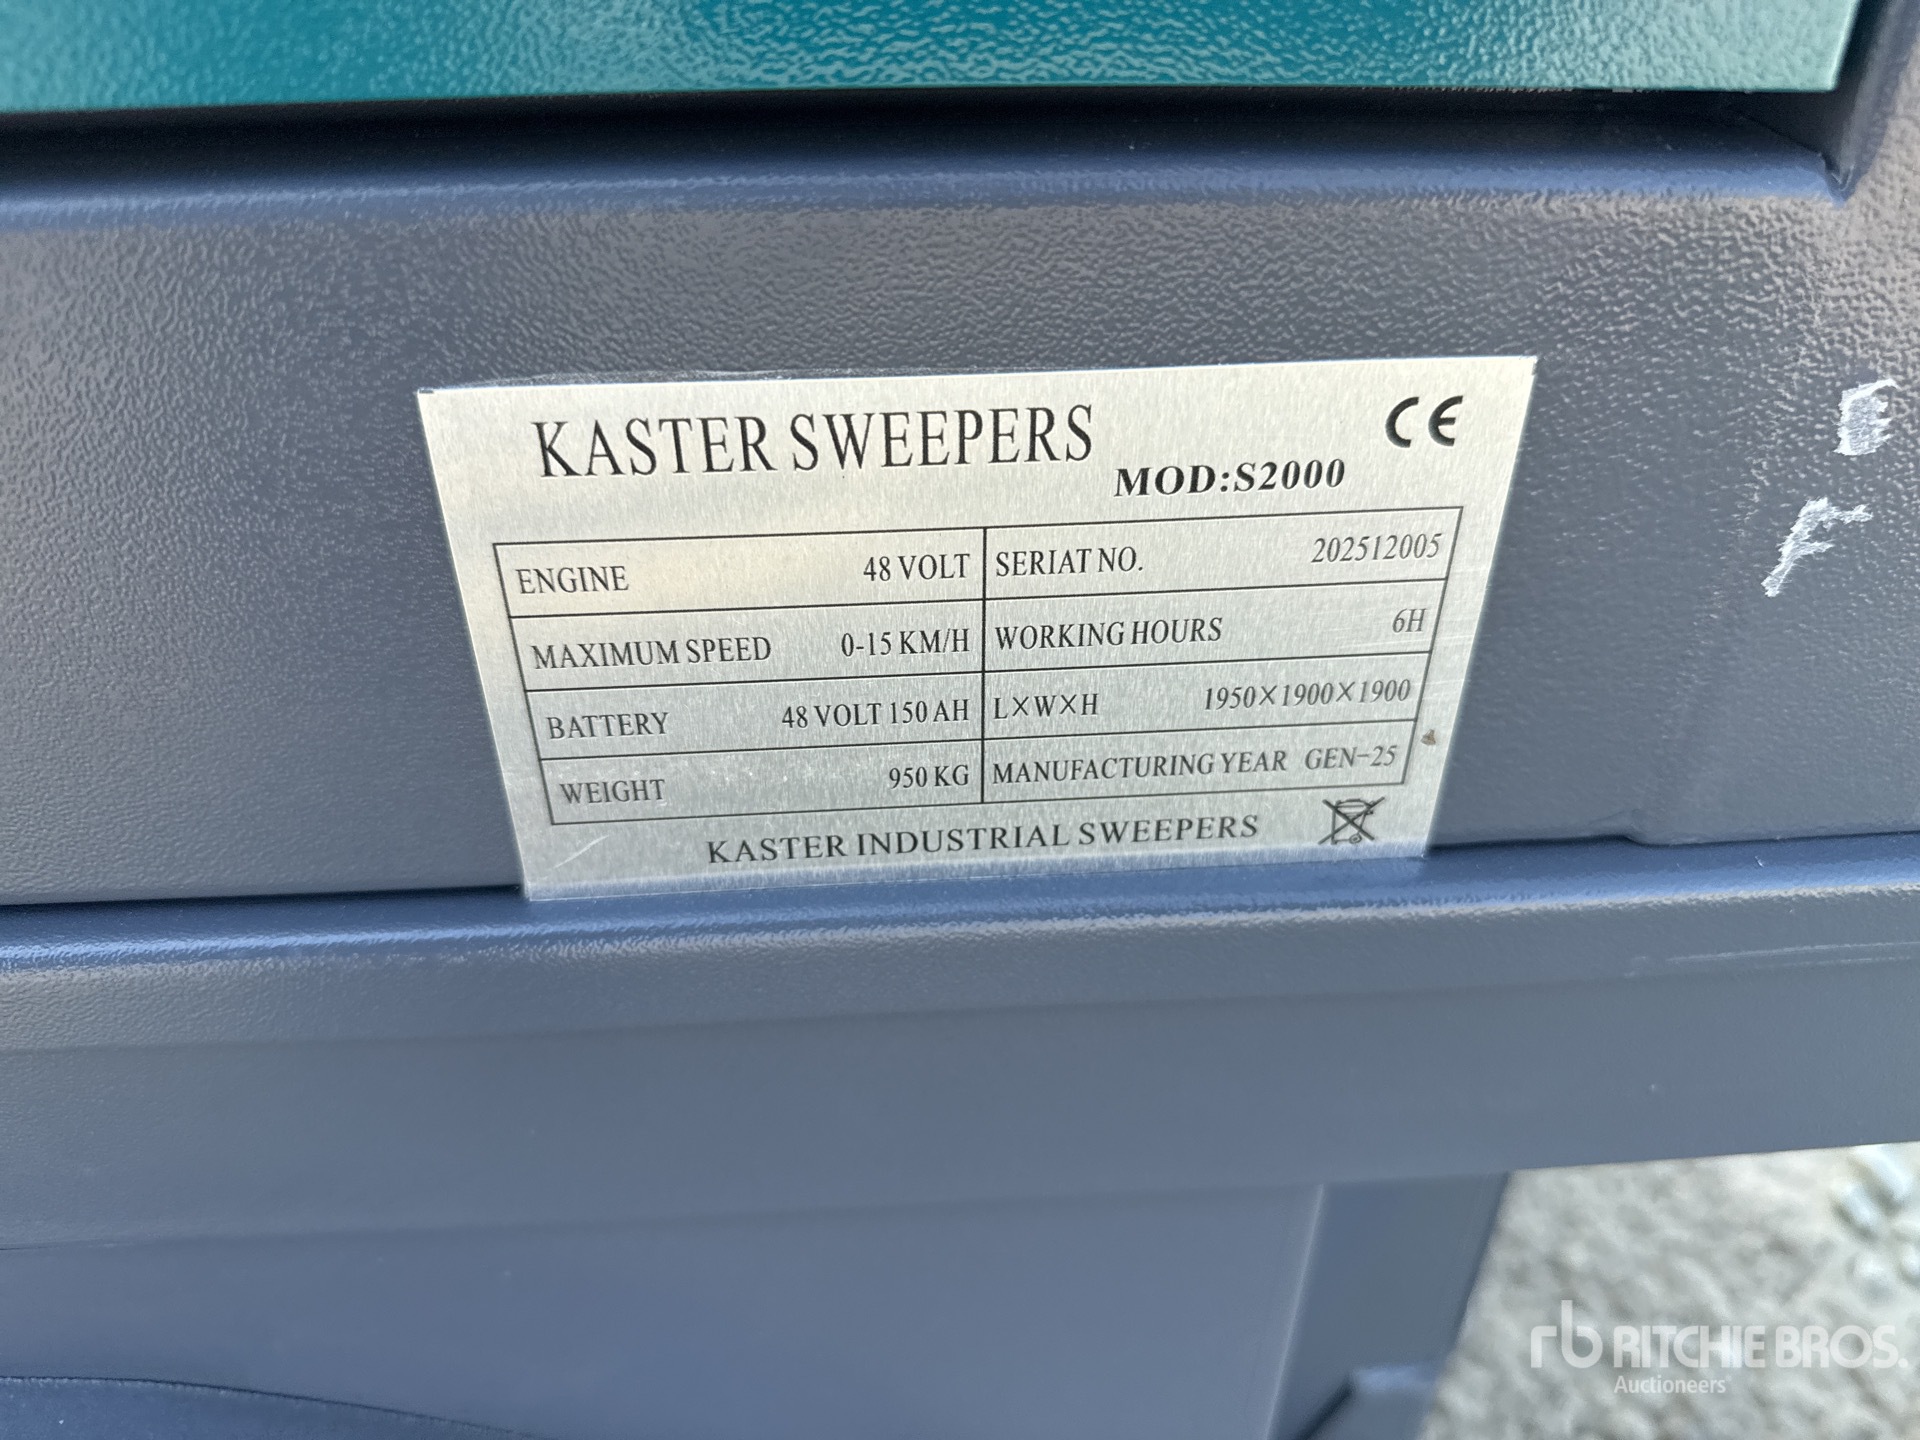 KASTER SWEEPERS
CE
MOD:S2000
ENGINE 48 VOLT SERIAT NO. 202512005
MAXIMUM SPEED 0-15 KM/H WORKING HOURS 6H
BATTERY 48 VOLT 150 AH L×W×H 1950×1900×1900
WEIGHT 950 KG MANUFACTURING YEAR GEN-25
KASTER INDUSTRIAL SWEEPERS
rb RITCHIE BROS.
Auctioneers